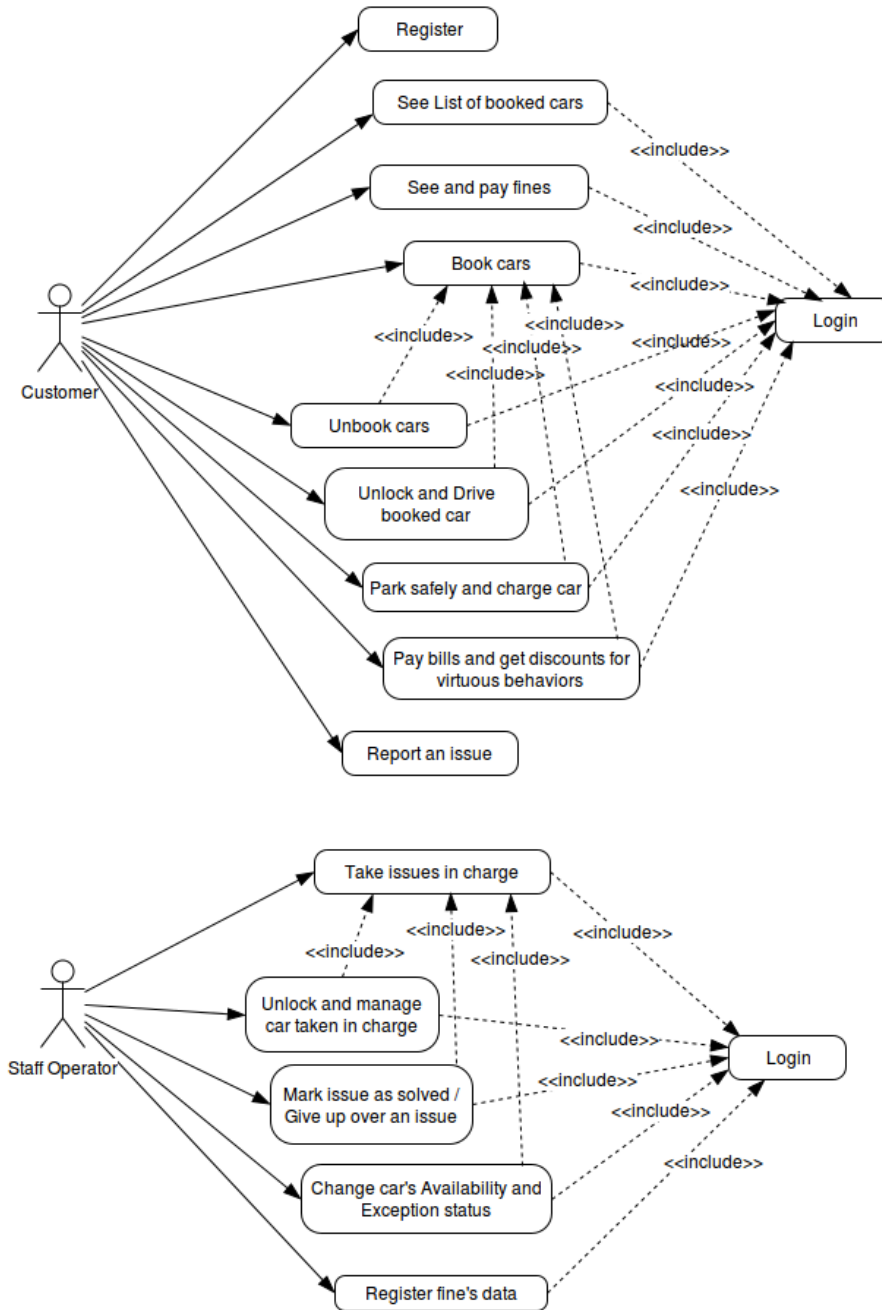 Register
See List of booked cars
<<include>>
See and pay fines
<<include>>
Book cars
<<include>>
Login
<<include>>
<<include>>
<<include>>
<<include>>
<<include>>
<<include>>
Customer
Unbook cars
<<include>>
Unlock and Drive
booked car
<<include>>
Park safely and charge car
Pay bills and get discounts for
virtuous behaviors
Report an issue
Take issues in charge
<<include>>
<<include>>
<<include>>
<<include>>
Unlock and manage
car taken in charge
<<include>>
Login
Staff Operator
<<include>>
Mark issue as solved /
Give up over an issue
<<include>>
<<include>>
Change car's Availability and
Exception status
Register fine's data